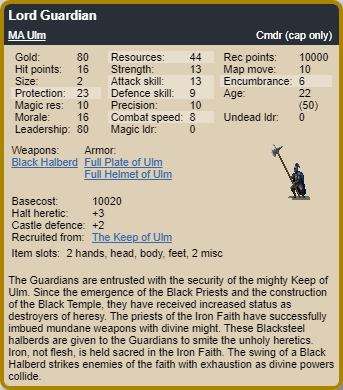 Lord Guardian
MA Ulm Cmdr (cap only)
Gold: 80 Resources: 44 Rec points: 10000
Hit points: 16 Strength: 13 Map move: 10
Size: 2 Attack skill: 13 Encumbrance: 6
Protection: 23 Defence skill: 9 Age: 22
Magic res: 10 Precision: 10 (50)
Morale: 16 Combat speed: 8 Undead ldr: 0
Leadership: 80 Magic ldr: 0
Weapons: Armor:
Black Halberd Full Plate of Ulm
Full Helmet of Ulm
Basecost: 10020
Halt heretic: +3
Castle defence: +2
Recruited from: The Keep of Ulm
Item slots: 2 hands, head, body, feet, 2 misc
The Guardians are entrusted with the security of the mighty Keep of
Ulm. Since the emergence of the Black Priests and the construction
of the Black Temple, they have received increased status as
destroyers of heresy. The priests of the Iron Faith have successfully
imbued mundane weapons with divine might. These Blacksteel
halberds are given to the Guardians to smite the unholy heretics.
Iron, not flesh, is held sacred in the Iron Faith. The swing of a Black
Halberd strikes enemies of the faith with exhaustion as divine powers
collide.